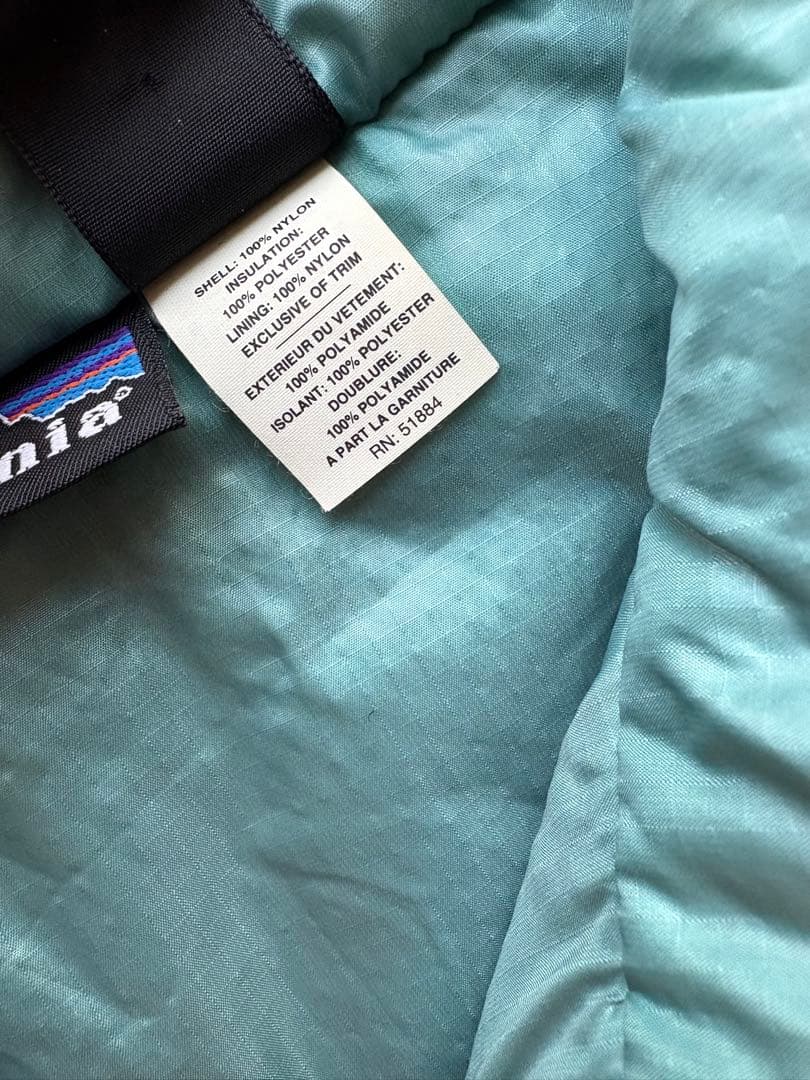 SHELL: 100% NYLON
INSULATION:
100% POLYESTER
LINING: 100% NYLON
EXCLUSIVE OF TRIM
EXTERIEUR DU VETEMENT:
100% POLYAMIDE
ISOLANT: 100% POLYESTER
DOUBLURE:
100% POLYAMIDE
A PART LA GARNITURE
RN: 51884
nia